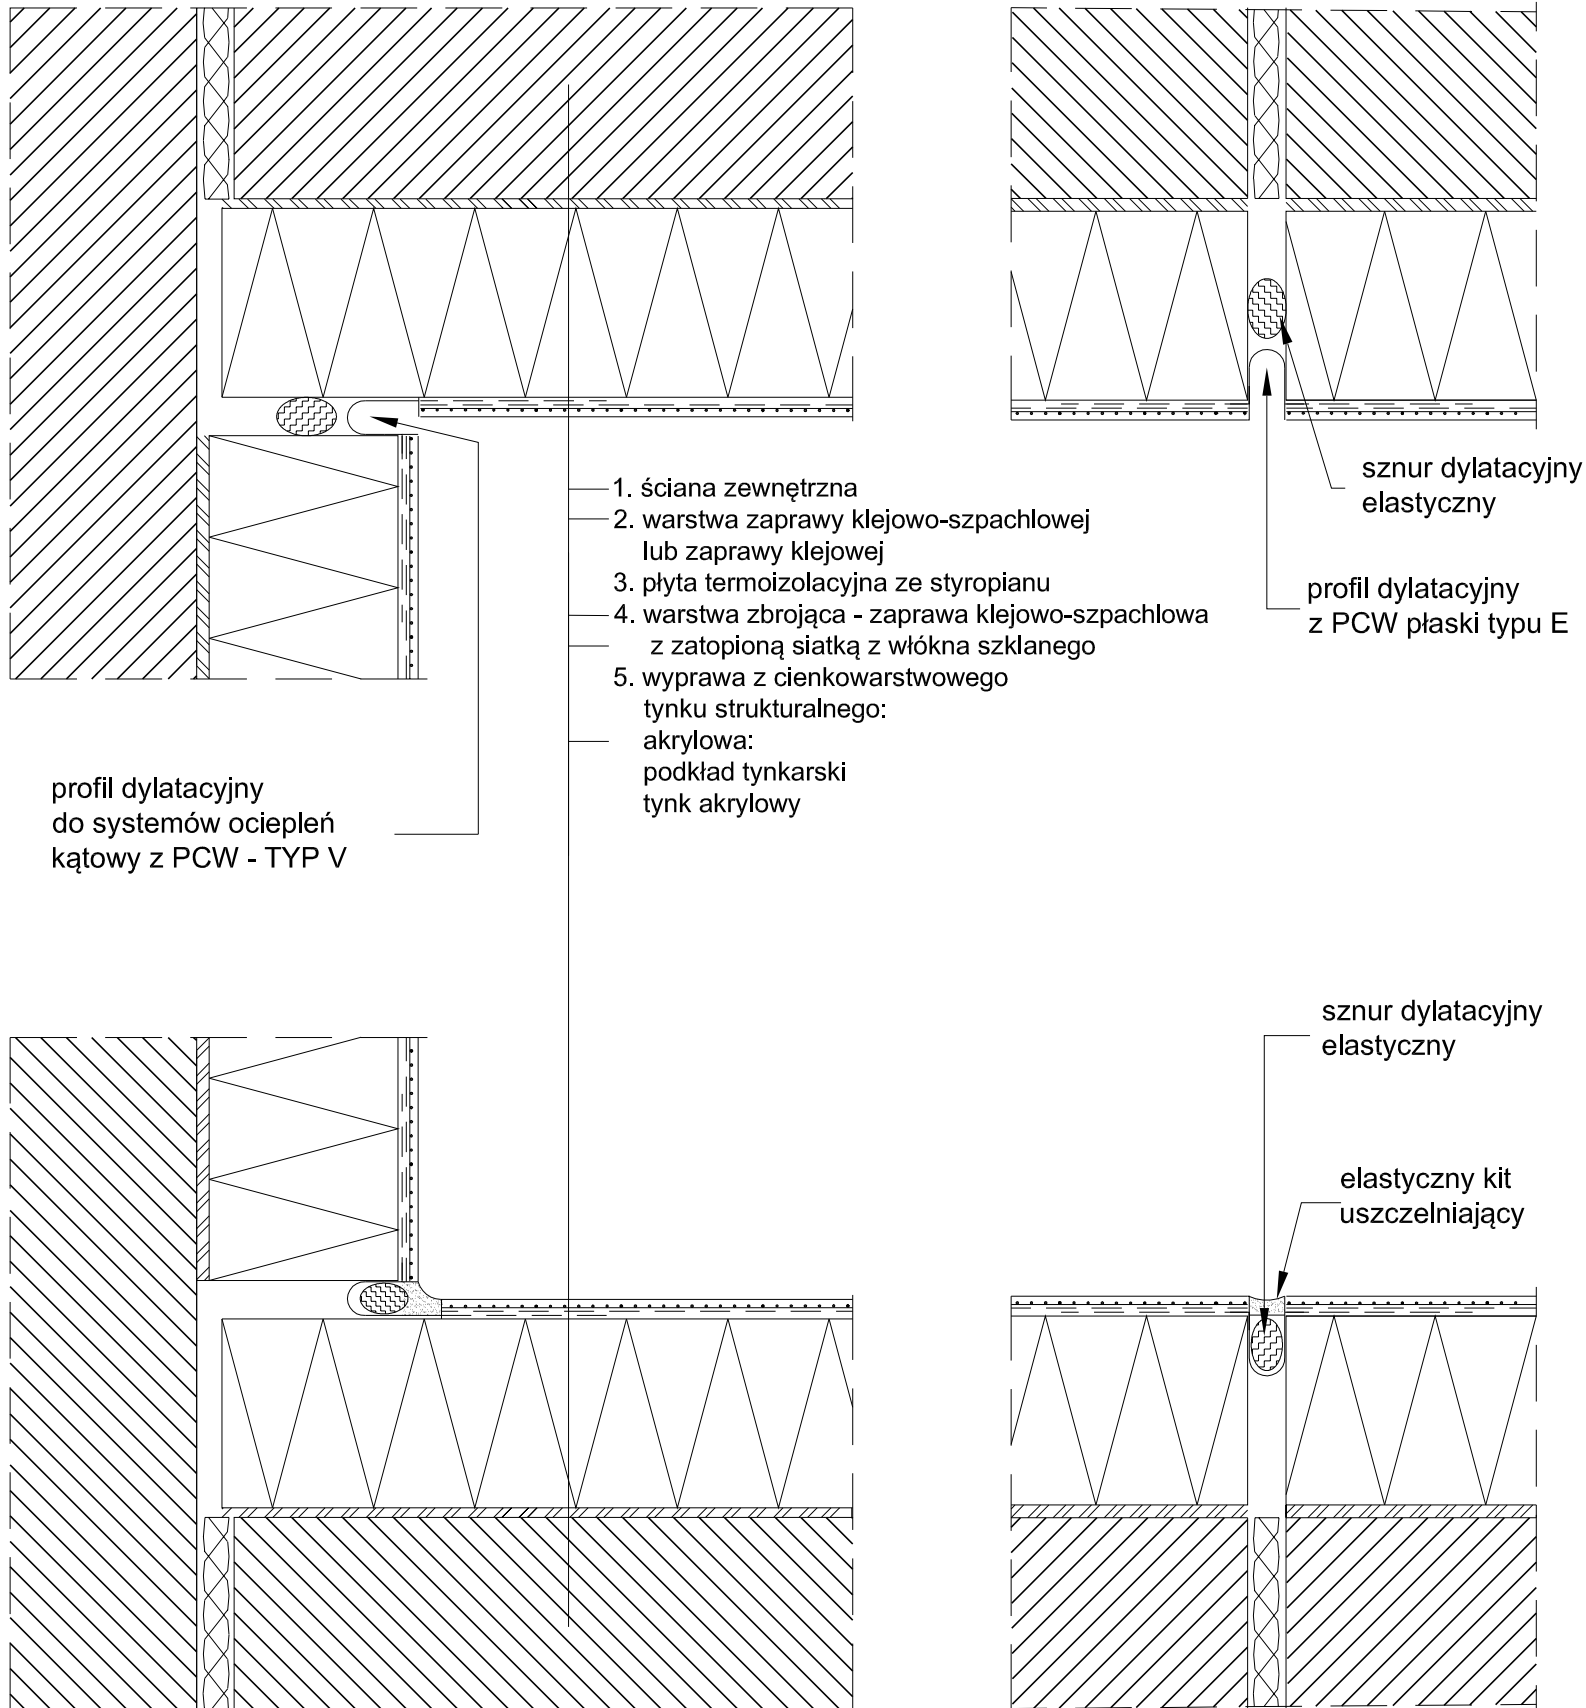 1. ściana zewnętrzna
2. warstwa zaprawy klejowo-szpachlowej
lub zaprawy klejowej
3. płyta termoizolacyjna ze styropianu
4. warstwa zbrojąca - zaprawa klejowo-szpachlowa
z zatopioną siatką z włókna szklanego
5. wyprawa z cienkowarstwowego
tynku strukturalnego:
akrylowa:
podkład tynkarski
tynk akrylowy
sznur dylatacyjny
elastyczny
profil dylatacyjny
z PCW płaski typu E
profil dylatacyjny
do systemów ociepleń
kątowy z PCW - TYP V
sznur dylatacyjny
elastyczny
elastyczny kit
uszczelniający